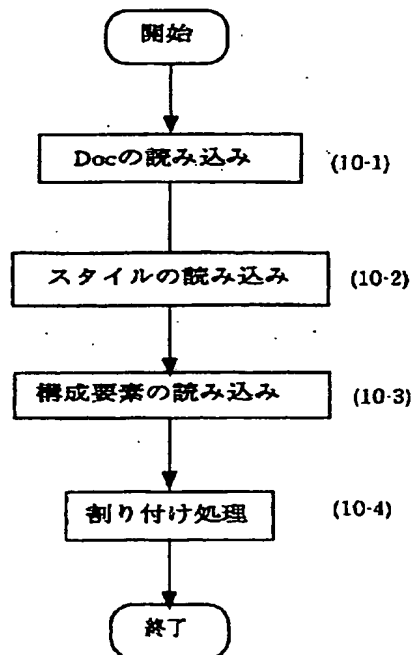 開始
Docの読み込み (10-1)
スタイルの読み込み (10-2)
構成要素の読み込み (10-3)
割り付け処理 (10-4)
終了